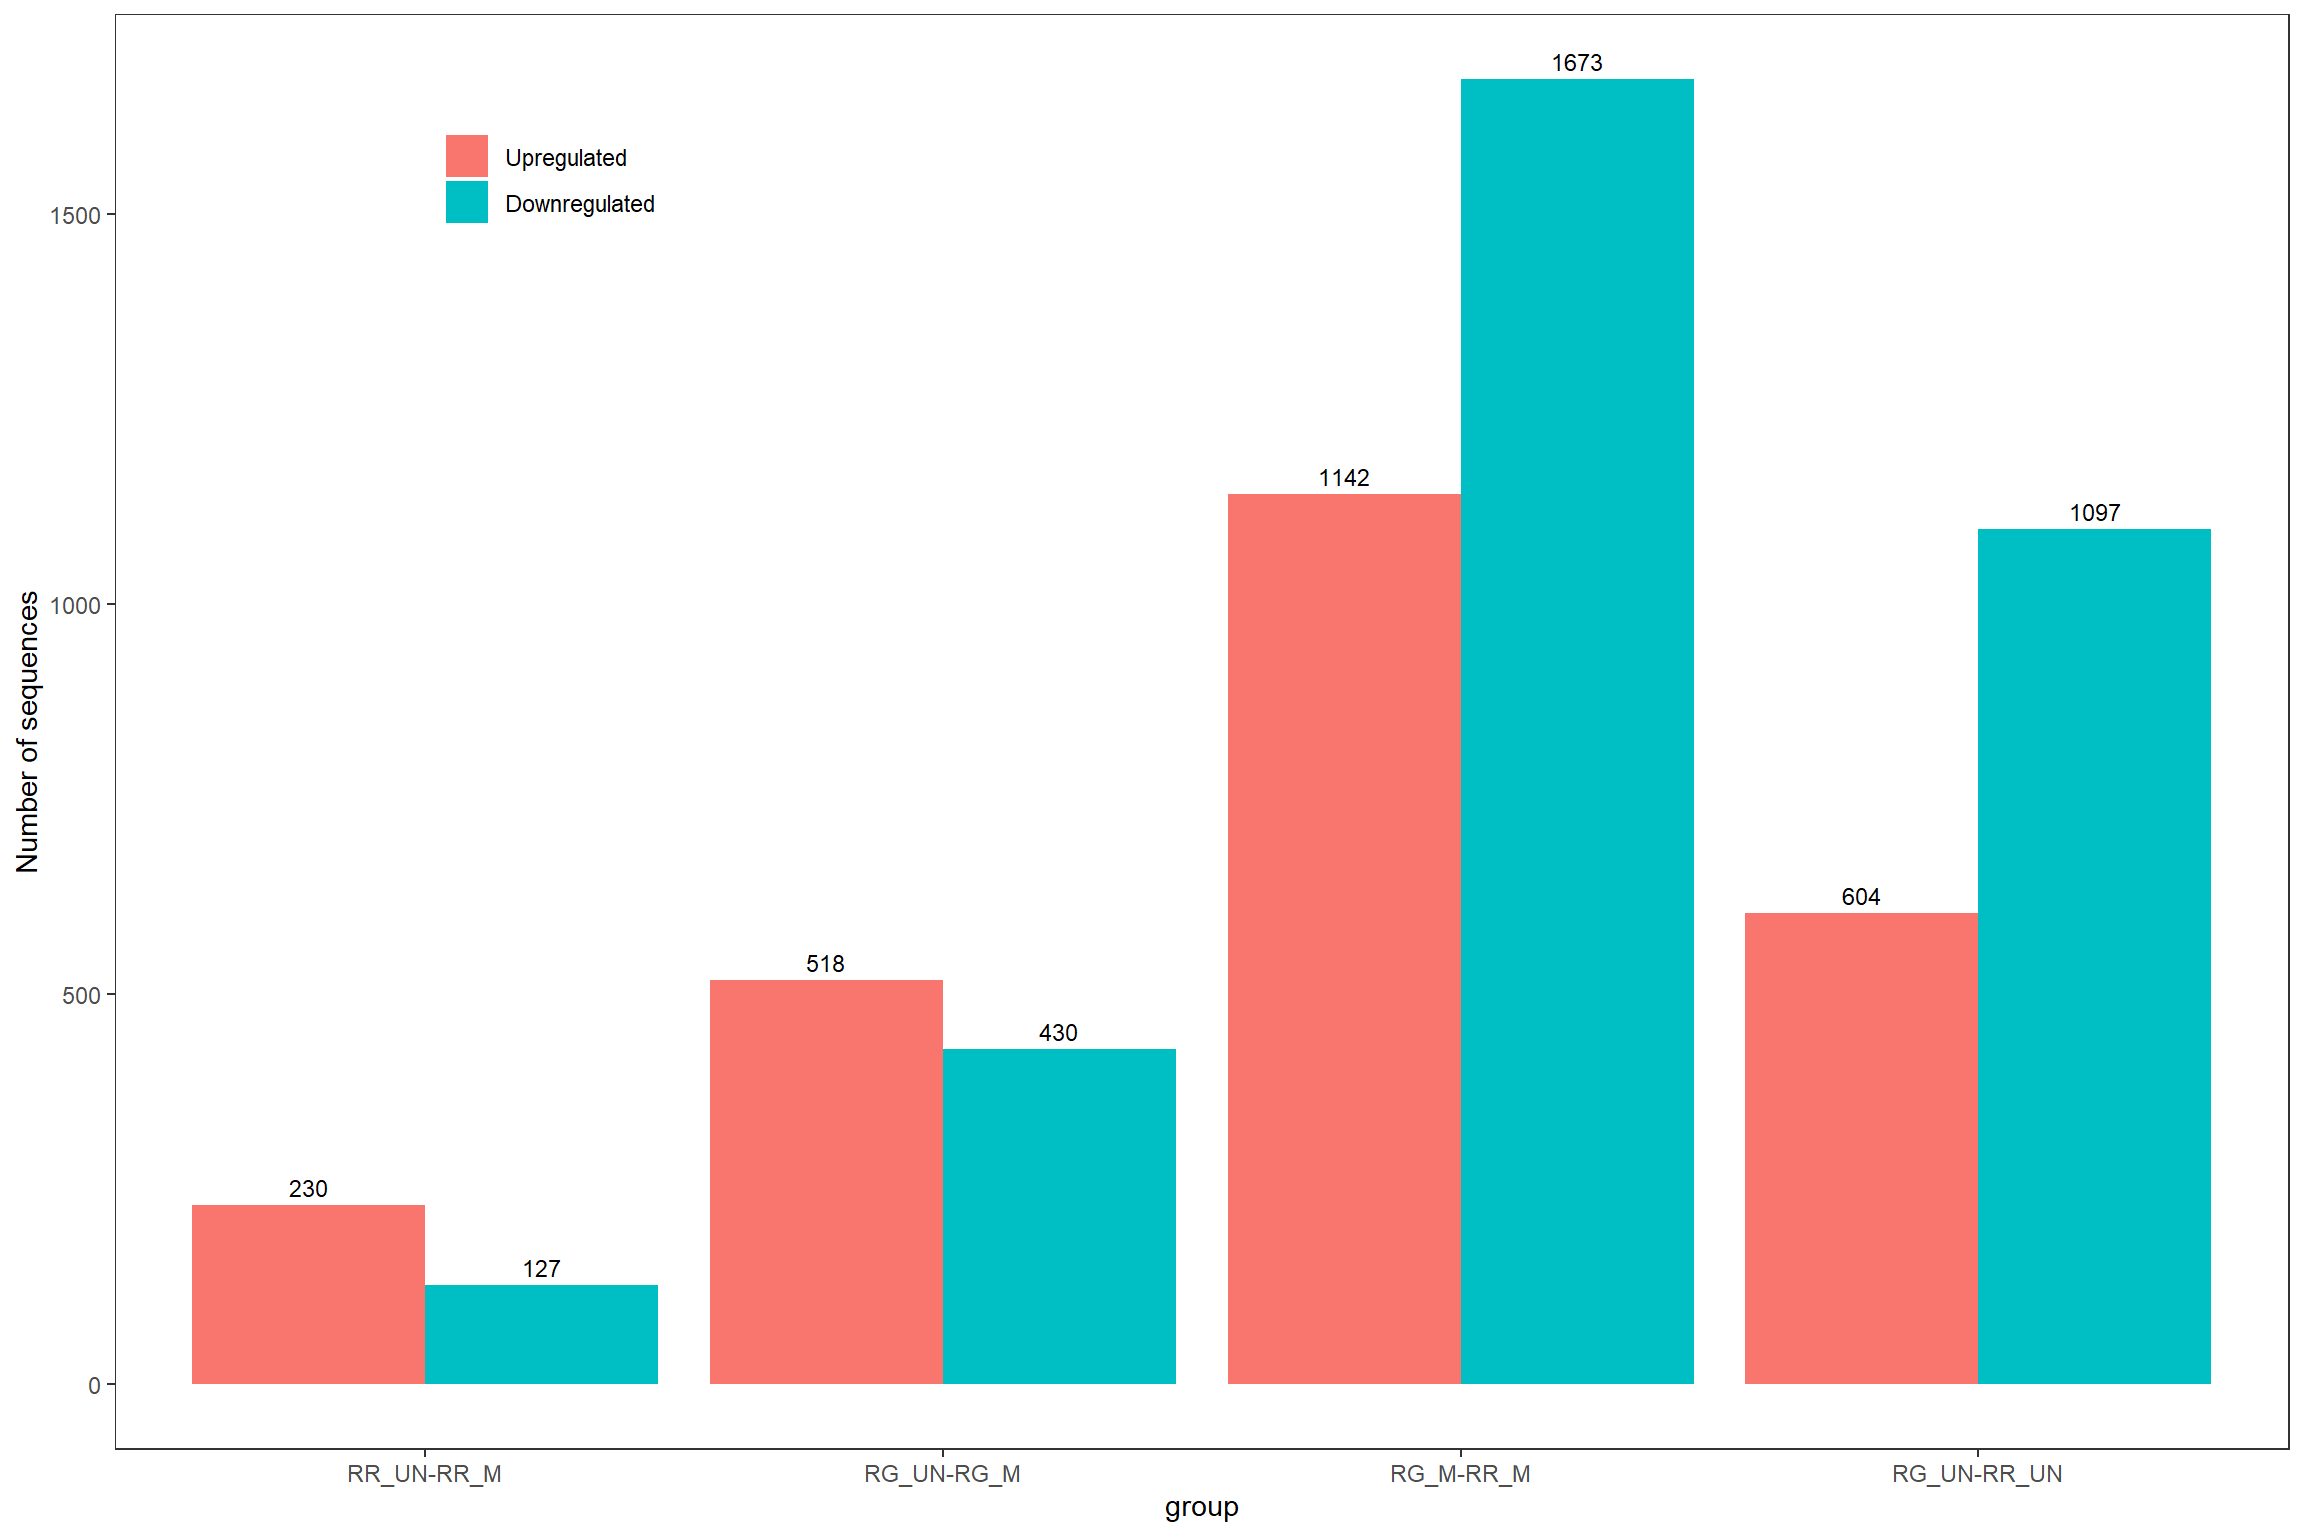 1673
Upregulated
Downregulated
1500
1142
1097
1000
Number of sequences
604
518
500
430
230
127
0
RR_UN-RR_M
RG_UN-RG_M
RG_M-RR_M
RG_UN-RR_UN
group